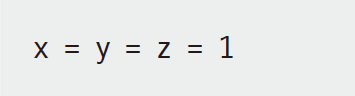 x = y = z = 1